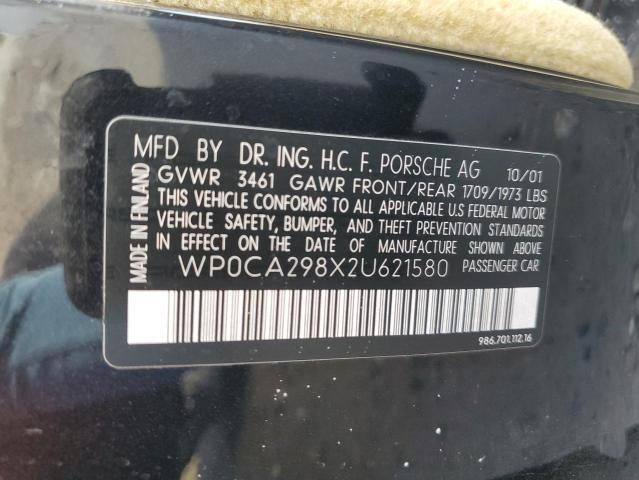 MFD BY DR. ING. H.C. F. PORSCHE AG 10/01
GVWR 3461 GAWR FRONT/REAR 1709/1973 LBS
THIS VEHICLE CONFORMS TO ALL APPLICABLE U.S FEDERAL MOTOR
VEHICLE SAFETY, BUMPER, AND THEFT PREVENTION STANDARDS
IN EFFECT ON THE DATE OF MANUFACTURE SHOWN ABOVE
WP0CA298X2U621580 PASSENGER CAR
986.701.112.16
MADE IN FINLAND